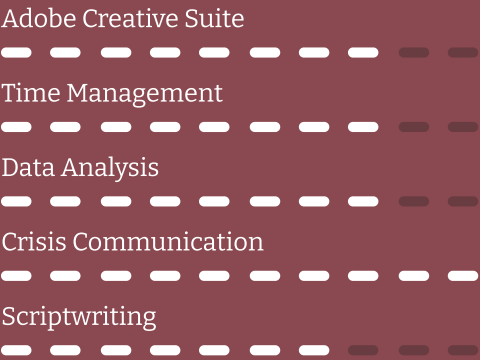 Adobe Creative Suite
Time Management
Data Analysis
Crisis Communication
Scriptwriting